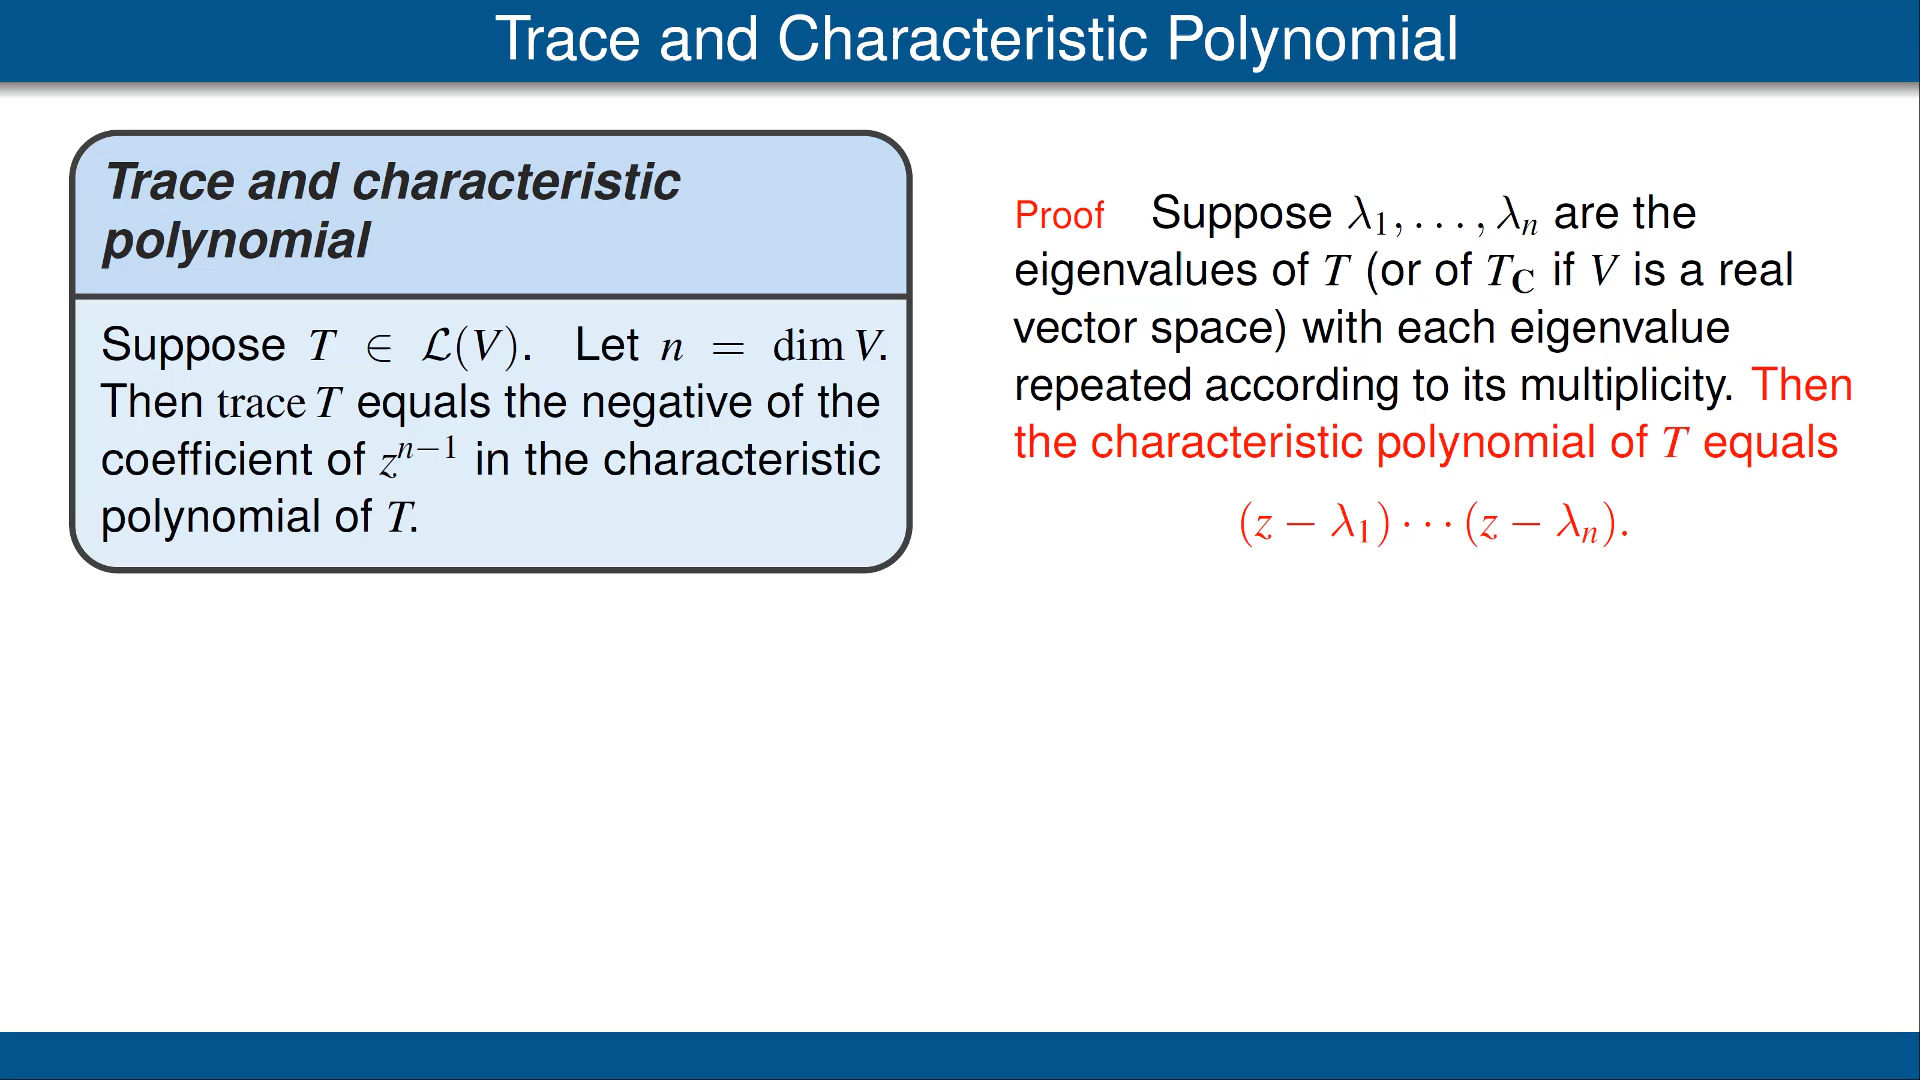 Trace and Characteristic Polynomial
Trace and characteristic
polynomial
Suppose T ∈ ℒ(V). Let n = dim V.
Then trace T equals the negative of the
coefficient of zⁿ⁻¹ in the characteristic
polynomial of T.
Proof Suppose λ₁, . . . , λₙ are the
eigenvalues of T (or of T_C if V is a real
vector space) with each eigenvalue
repeated according to its multiplicity. Then
the characteristic polynomial of T equals
(z − λ₁) · · · (z − λₙ).